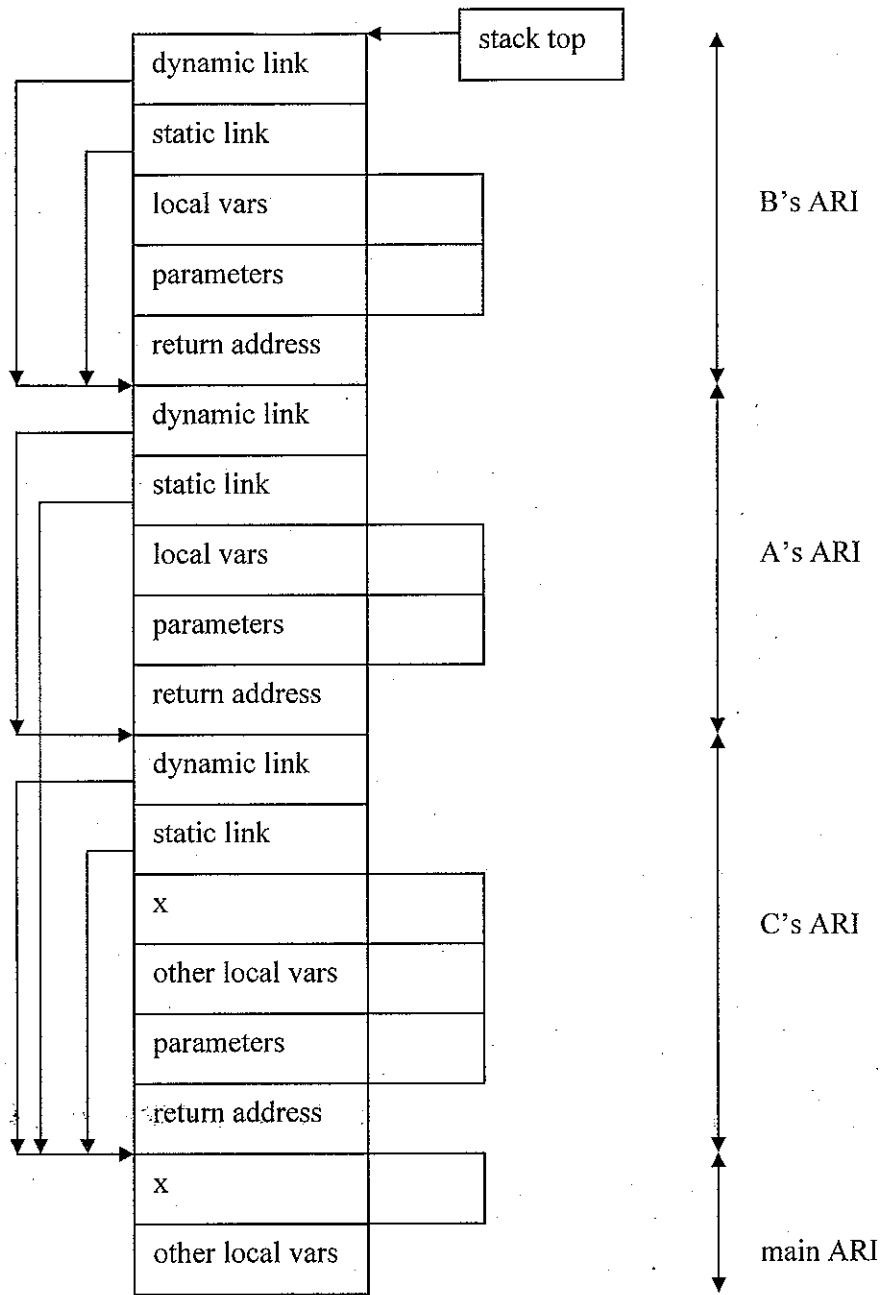 stack top
dynamic link
static link
local vars
B's ARI
parameters
return address
dynamic link
static link
local vars
A's ARI
parameters
return address
dynamic link
static link
x
C's ARI
other local vars
parameters
return address
x
other local vars
main ARI